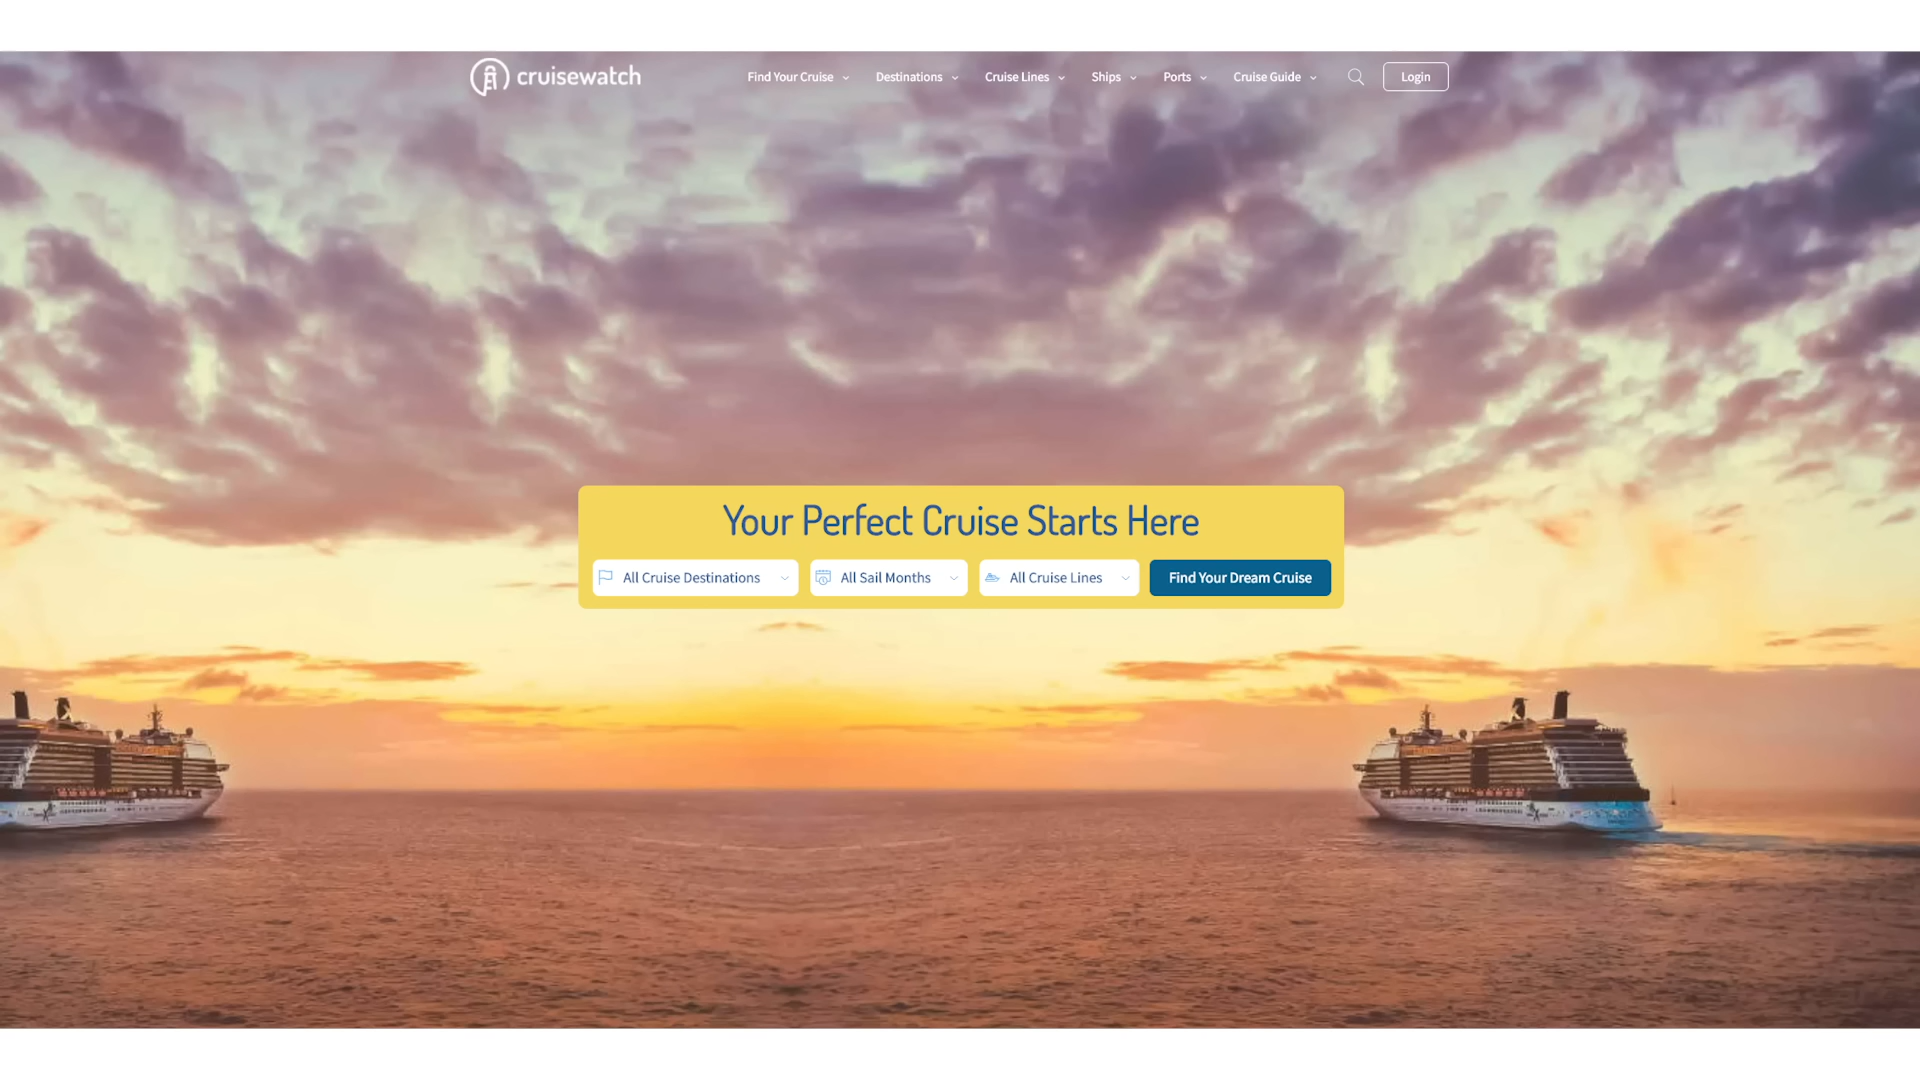 cruisewatch
Find Your Cruise
Destinations
Cruise Lines
Ships
Ports
Cruise Guide
Login
Your Perfect Cruise Starts Here
All Cruise Destinations
All Sail Months
All Cruise Lines
Find Your Dream Cruise